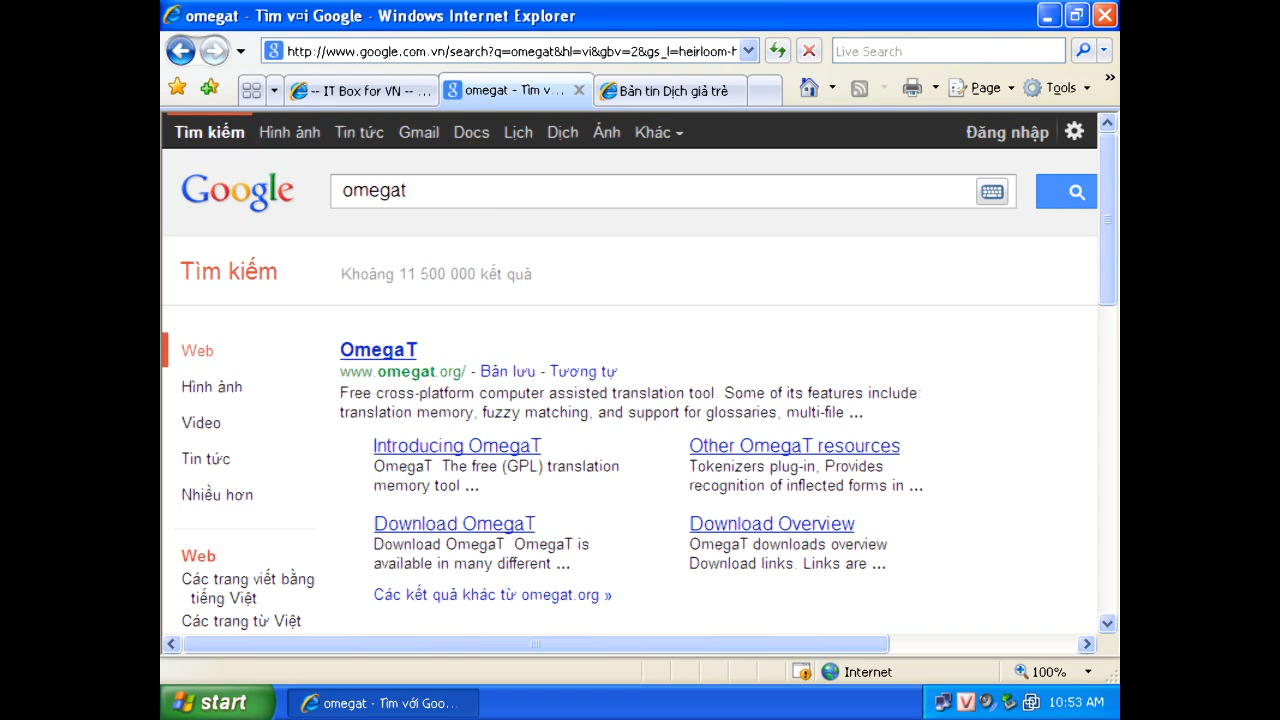 omegat - Tìm v¤i Google - Windows Internet Explorer
http://www.google.com.vn/search?q=omegat&hl=vi&gbv=2&gs_l=heirloom-h
Live Search
-- IT Box for VN -- ...
omegat - Tìm v...
Bản tin Dịch giả trẻ
Page
Tools
Tìm kiếm Hình ảnh Tin tức Gmail Docs Lịch Dịch Ảnh Khác
Đăng nhập
Google
omegat
Tìm kiếm
Khoảng 11 500 000 kết quả
Web
Hình ảnh
Video
Tin tức
Nhiều hơn
Web
Các trang viết bằng
tiếng Việt
Các trang từ Việt
OmegaT
www.omegat.org/ - Bản lưu - Tương tự
Free cross-platform computer assisted translation tool. Some of its features include:
translation memory, fuzzy matching, and support for glossaries, multi-file ...
Introducing OmegaT
OmegaT. The free (GPL) translation
memory tool ...
Other OmegaT resources
Tokenizers plug-in, Provides
recognition of inflected forms in ...
Download OmegaT
Download OmegaT OmegaT is
available in many different ...
Download Overview
OmegaT downloads overview
Download links. Links are ...
Các kết quả khác từ omegat.org »
Internet
100%
start
omegat - Tìm với Goo...
V
10:53 AM